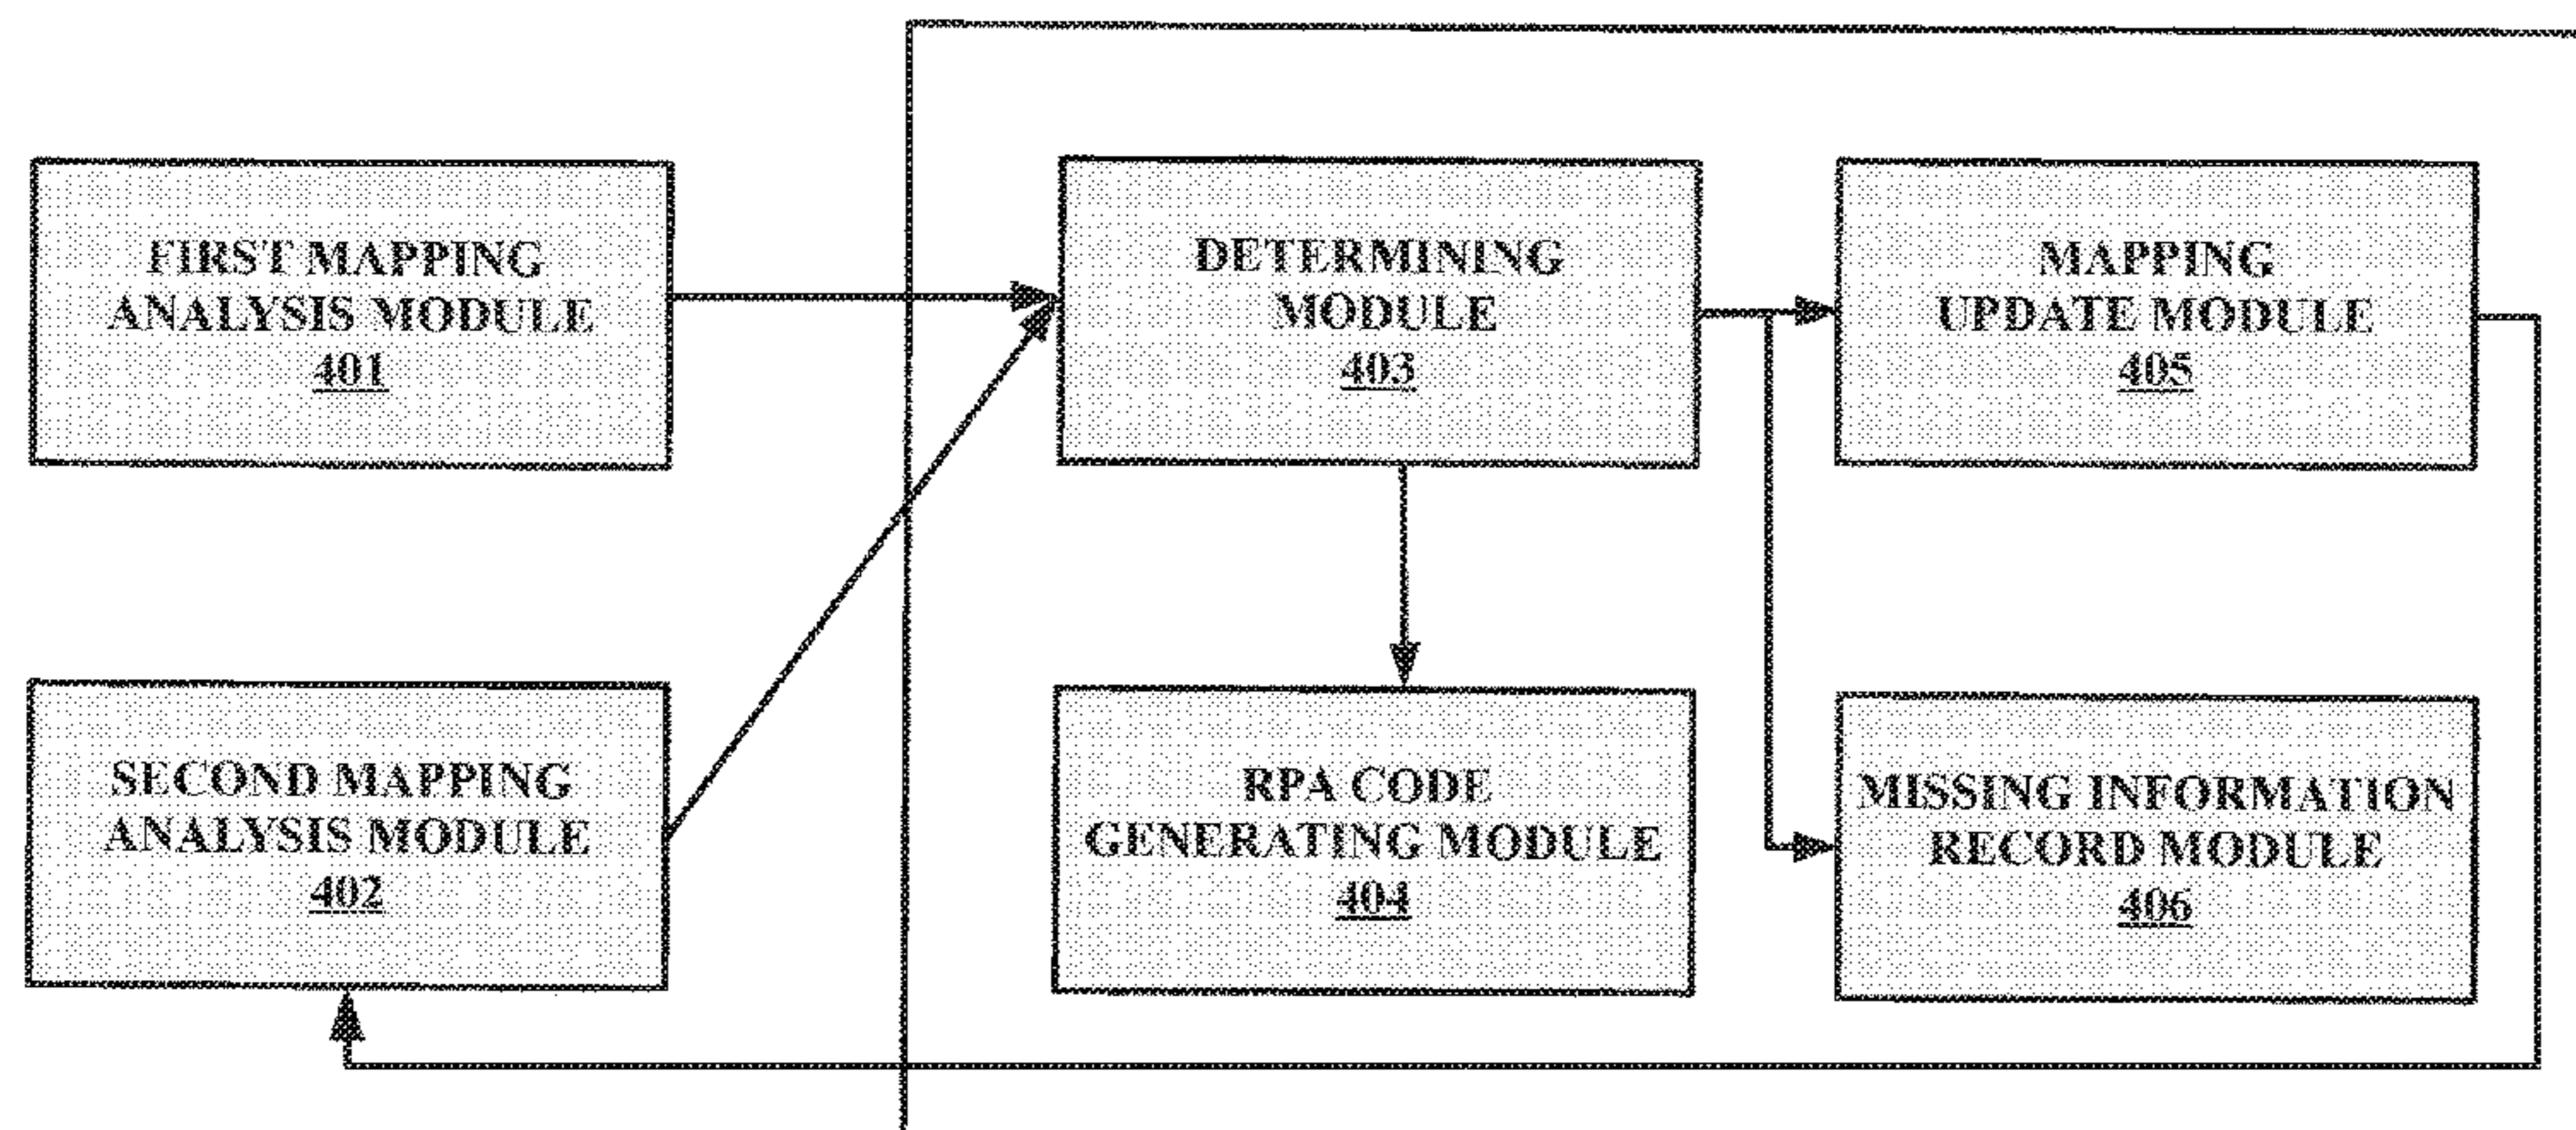 FIRST MAPPING
ANALYSIS MODULE
401
DETERMINING
MODULE
403
MAPPING
UPDATE MODULE
405
SECOND MAPPING
ANALYSIS MODULE
402
RPA CODE
GENERATING MODULE
404
MISSING INFORMATION
RECORD MODULE
406